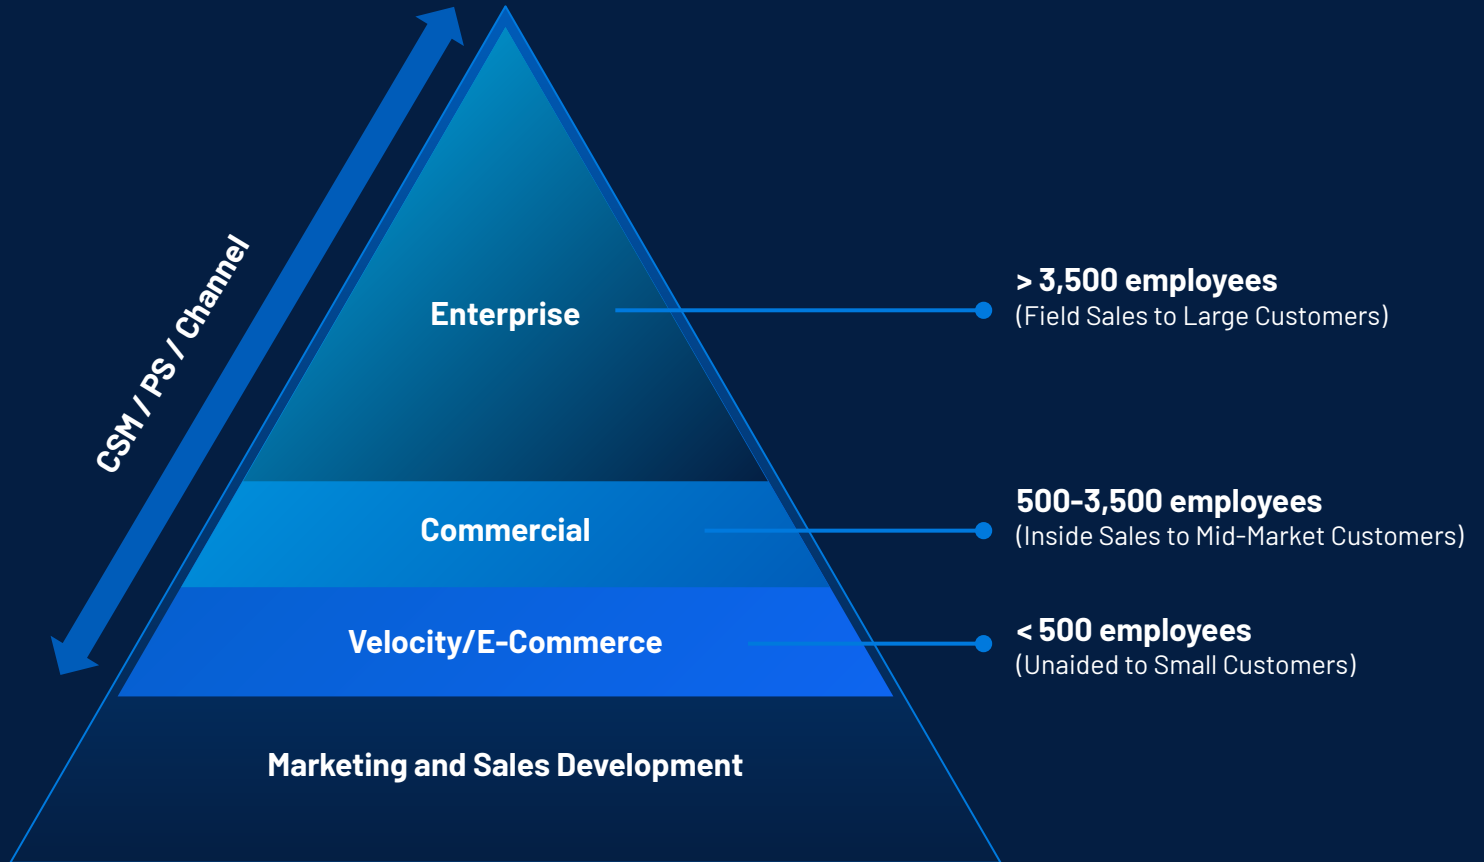 CSM / PS / Channel
Enterprise
> 3,500 employees
(Field Sales to Large Customers)
Commercial
500-3,500 employees
(Inside Sales to Mid-Market Customers)
Velocity/E-Commerce
< 500 employees
(Unaided to Small Customers)
Marketing and Sales Development